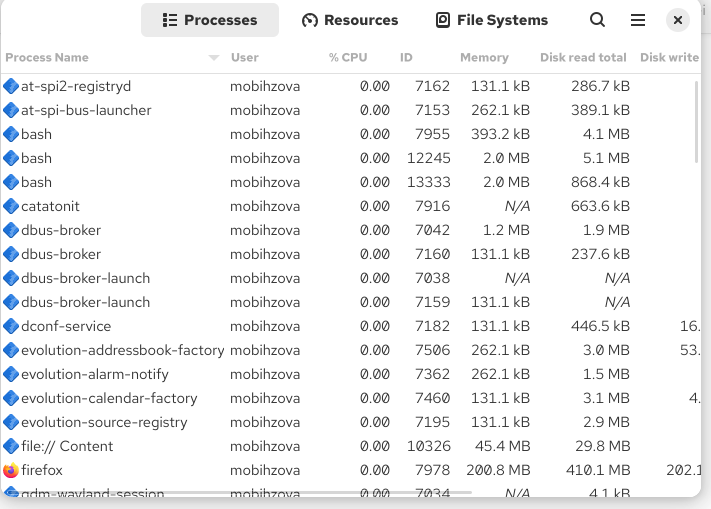 Processes Resources File Systems
Process Name User % CPU ID Memory Disk read total Disk write
at-spi2-registryd mobihzova 0.00 7162 131.1 kB 286.7 kB
at-spi-bus-launcher mobihzova 0.00 7153 262.1 kB 389.1 kB
bash mobihzova 0.00 7955 393.2 kB 4.1 MB
bash mobihzova 0.00 12245 2.0 MB 5.1 MB
bash mobihzova 0.00 13333 2.0 MB 868.4 kB
catatonit mobihzova 0.00 7916 N/A 663.6 kB
dbus-broker mobihzova 0.00 7042 1.2 MB 1.9 MB
dbus-broker mobihzova 0.00 7160 131.1 kB 237.6 kB
dbus-broker-launch mobihzova 0.00 7038 N/A N/A
dbus-broker-launch mobihzova 0.00 7159 131.1 kB N/A
dconf-service mobihzova 0.00 7182 131.1 kB 446.5 kB 16.
evolution-addressbook-factory mobihzova 0.00 7506 262.1 kB 3.0 MB 53.
evolution-alarm-notify mobihzova 0.00 7362 262.1 kB 1.5 MB
evolution-calendar-factory mobihzova 0.00 7460 131.1 kB 3.1 MB 4.
evolution-source-registry mobihzova 0.00 7195 131.1 kB 2.9 MB
file:// Content mobihzova 0.00 10326 45.4 MB 29.8 MB
firefox mobihzova 0.00 7978 200.8 MB 410.1 MB 202.1
gdm-wayland-session mobihzova 0.00 7034 N/A 4.1 kB